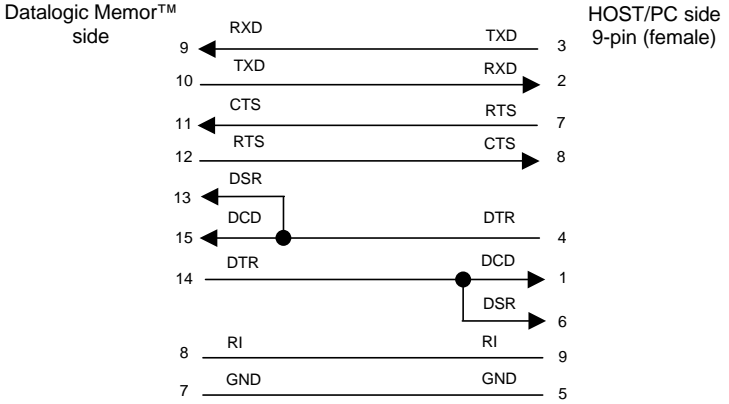 Datalogic Memor™
side
HOST/PC side
9-pin (female)
RXD TXD
9 3
TXD RXD
10 2
CTS RTS
11 7
RTS CTS
12 8
DSR
13
DCD DTR
15 4
DTR DCD
14 1
DSR
6
RI RI
8 9
GND GND
7 5